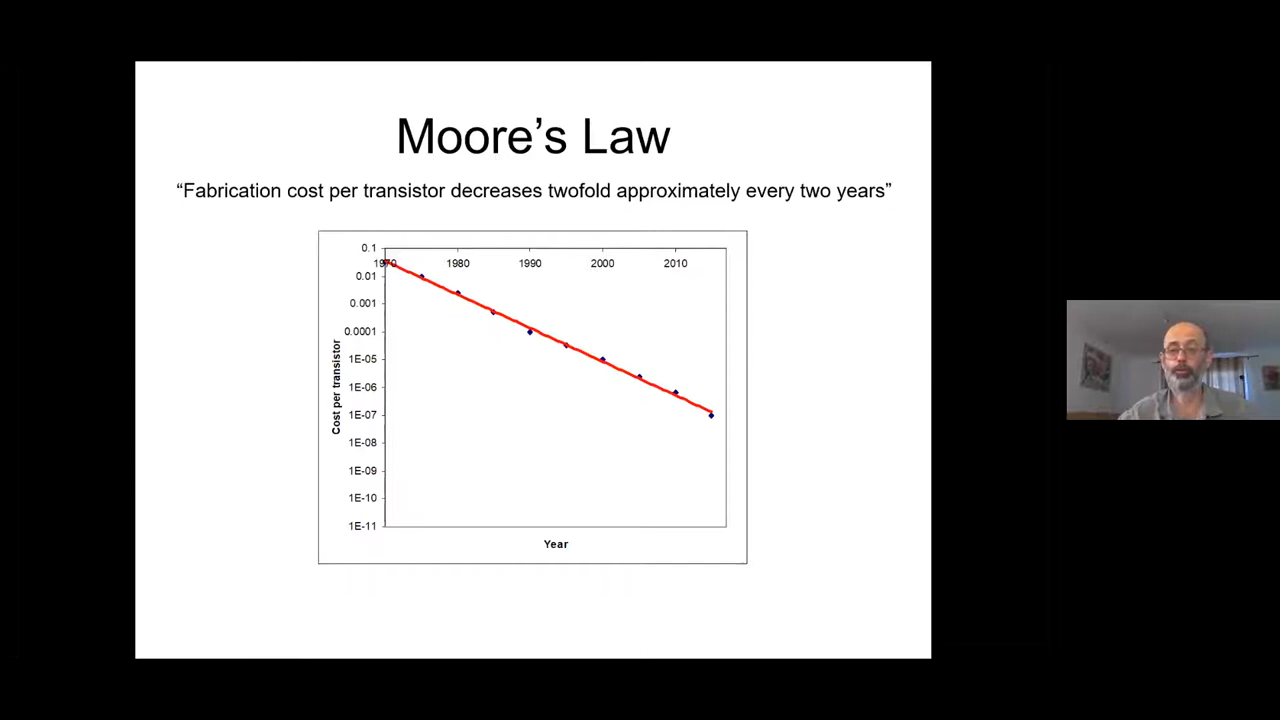 Moore’s Law
“Fabrication cost per transistor decreases twofold approximately every two years”
0.1
1970 1980 1990 2000 2010
0.01
0.001
0.0001
1E-05
1E-06
1E-07
1E-08
1E-09
1E-10
1E-11
Cost per transistor
Year